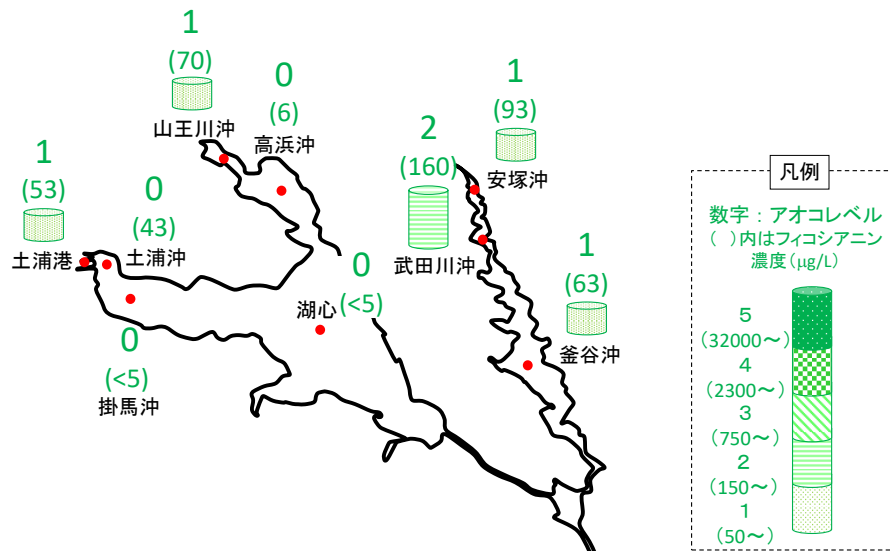 1
(70)
山王川沖
0
(6)
高浜沖
1
(53)
土浦港
0
(43)
土浦沖
0
(<5)
掛馬沖
0
(<5)
湖心
2
(160)
武田川沖
1
(93)
安塚沖
1
(63)
釜谷沖
凡例
数字：アオコレベル
(　)内はフィコシアニン
濃度(μg/L)
5
(32000～)
4
(2300～)
3
(750～)
2
(150～)
1
(50～)